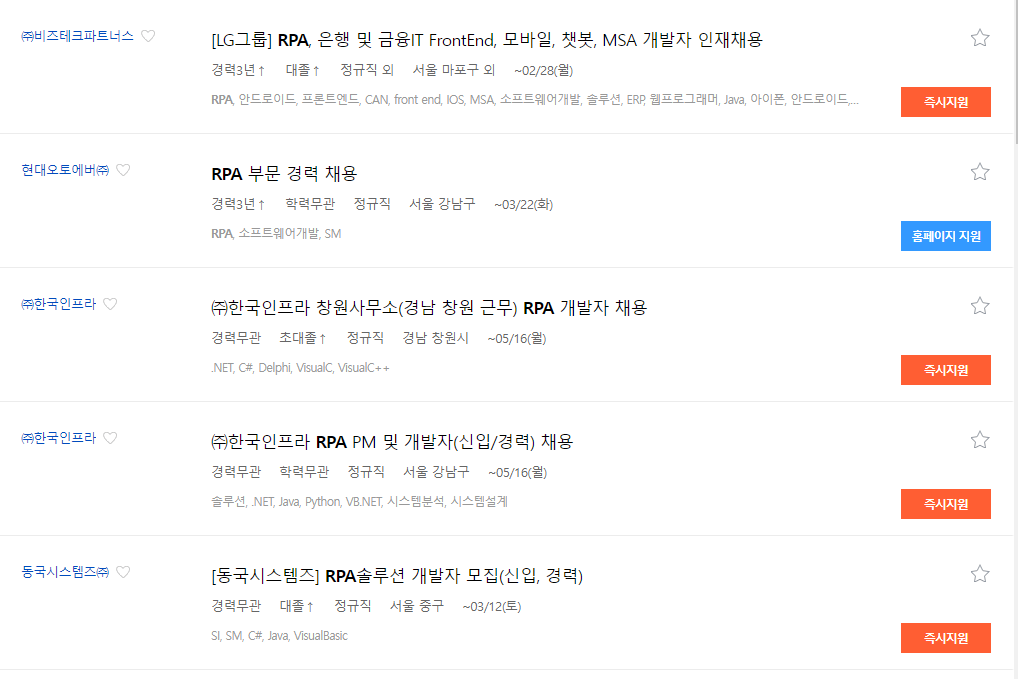 ㈜비즈테크파트너스
[LG그룹] RPA, 은행 및 금융IT FrontEnd, 모바일, 챗봇, MSA 개발자 인재채용
경력3년↑ 대졸↑ 정규직 외 서울 마포구 외 ~02/28(월)
RPA, 안드로이드, 프론트엔드, CAN, front end, IOS, MSA, 소프트웨어개발, 솔루션, ERP, 웹프로그래머, Java, 아이폰, 안드로이드,...
즉시지원
현대오토에버㈜
RPA 부문 경력 채용
경력3년↑ 학력무관 정규직 서울 강남구 ~03/22(화)
RPA, 소프트웨어개발, SM
홈페이지 지원
㈜한국인프라
㈜한국인프라 창원사무소(경남 창원 근무) RPA 개발자 채용
경력무관 초대졸↑ 정규직 경남 창원시 ~05/16(월)
.NET, C#, Delphi, VisualC, VisualC++
즉시지원
㈜한국인프라
㈜한국인프라 RPA PM 및 개발자(신입/경력) 채용
경력무관 학력무관 정규직 서울 강남구 ~05/16(월)
솔루션, .NET, Java, Python, VB.NET, 시스템분석, 시스템설계
즉시지원
동국시스템즈㈜
[동국시스템즈] RPA솔루션 개발자 모집(신입, 경력)
경력무관 대졸↑ 정규직 서울 중구 ~03/12(토)
SI, SM, C#, Java, VisualBasic
즉시지원